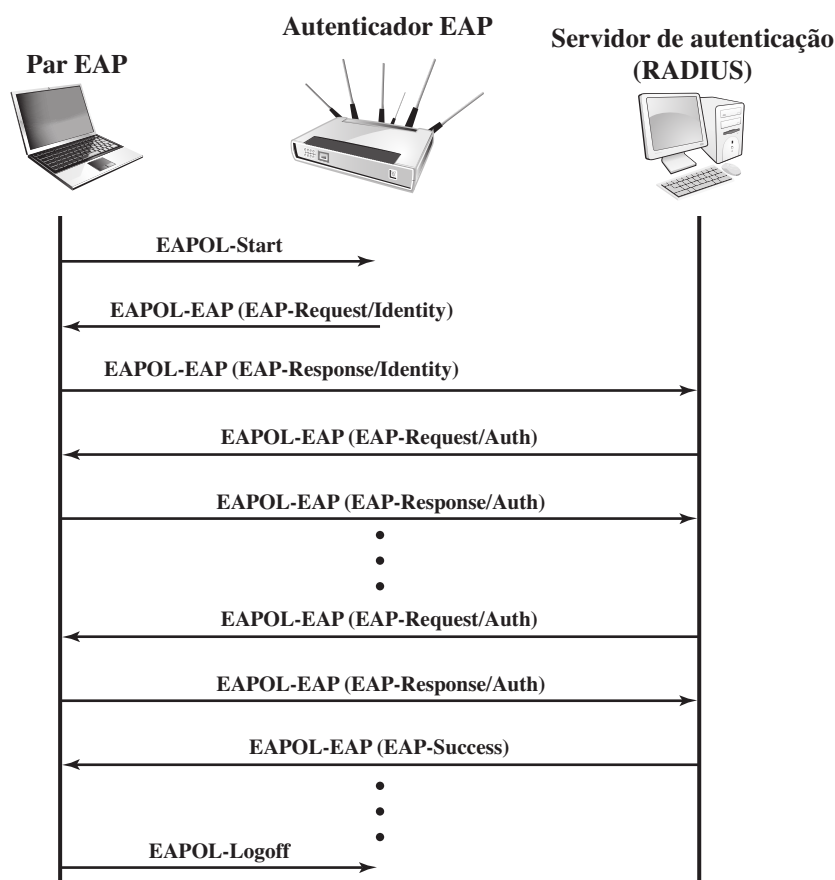 Par EAP
Autenticador EAP
Servidor de autenticação
(RADIUS)
EAPOL-Start
EAPOL-EAP (EAP-Request/Identity)
EAPOL-EAP (EAP-Response/Identity)
EAPOL-EAP (EAP-Request/Auth)
EAPOL-EAP (EAP-Response/Auth)
EAPOL-EAP (EAP-Request/Auth)
EAPOL-EAP (EAP-Response/Auth)
EAPOL-EAP (EAP-Success)
EAPOL-Logoff